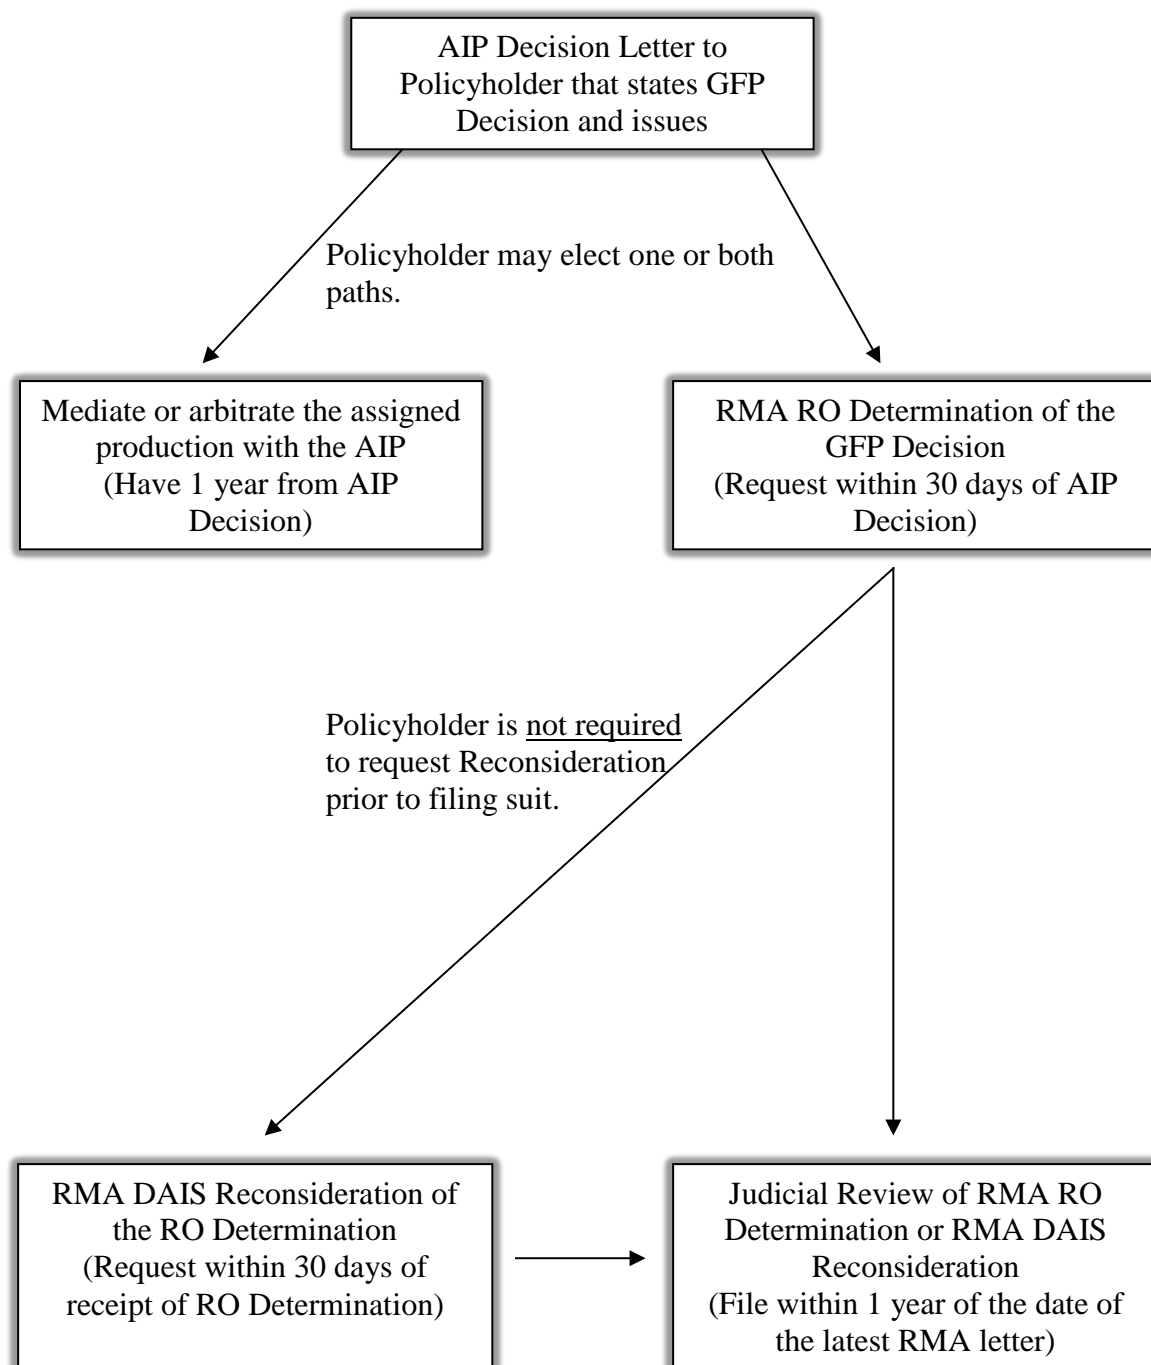 AIP Decision Letter to
Policyholder that states GFP
Decision and issues
Policyholder may elect one or both
paths.
Mediate or arbitrate the assigned
production with the AIP
(Have 1 year from AIP
Decision)
RMA RO Determination of the
GFP Decision
(Request within 30 days of AIP
Decision)
Policyholder is not required
to request Reconsideration
prior to filing suit.
RMA DAIS Reconsideration of
the RO Determination
(Request within 30 days of
receipt of RO Determination)
Judicial Review of RMA RO
Determination or RMA DAIS
Reconsideration
(File within 1 year of the date of
the latest RMA letter)